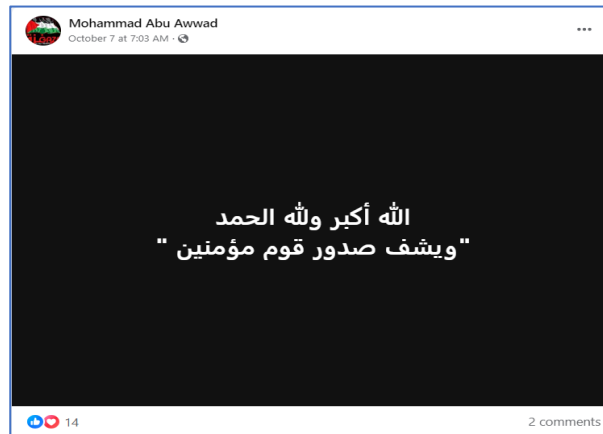 Mohammad Abu Awwad
October 7 at 7:03 AM ·
الله أكبر ولله الحمد
"ويشف صدور قوم مؤمنين "
14
2 comments